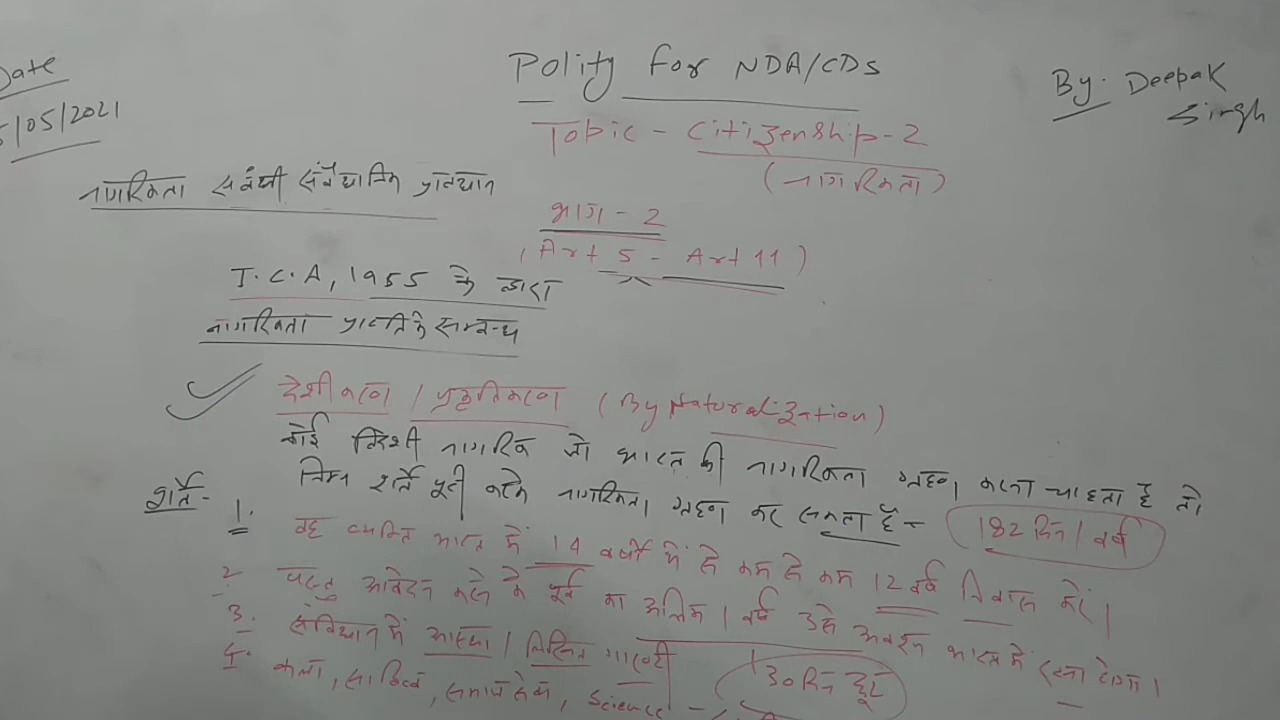 Date
5/05/2021
Polity for NDA/CDS
By: Deepak Singh
Topic - Citizenship-2
(नागरिकता)
नागरिकता संबंधी संवैधानिक प्रावधान
भाग - 2
(Art 5 - Art 11)
I.C.A, 1955 के द्वारा
नागरिकता प्राप्ति के सम्बन्ध
देशीकरण / प्रकृतिकरण (By Naturalization)
कोई विदेशी नागरिक जो भारत की नागरिकता ग्रहण करना चाहता है तो
शर्तें - निम्न शर्तें पूरी करके नागरिकता ग्रहण कर सकता है -
182 दिन / वर्ष
1. वह व्यक्ति भारत में 14 वर्षों में से कम से कम 12 वर्ष निवास करे।
2 परन्तु आवेदन करने के पूर्व का अन्तिम 1 वर्ष उसे अवश्य भारत में रहना होगा।
3. संविधान में आस्था / लिखित गारण्टी
30 दिन छूट
4. कला, साहित्य, समाजसेवा, Science -